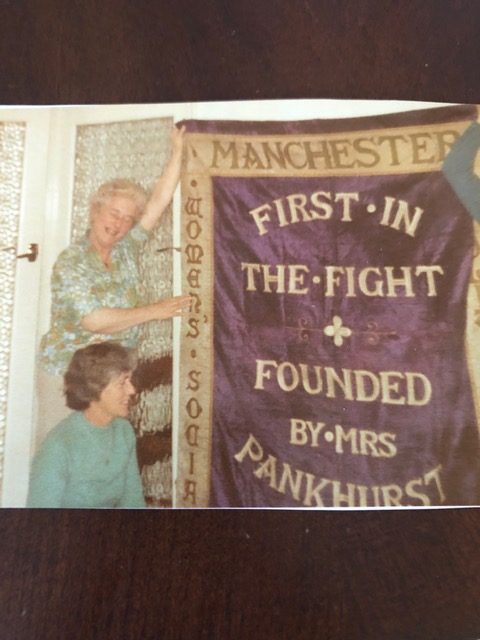 MANCHESTER
· WOMEN'S · SOCIA
FIRST · IN
THE · FIGHT
FOUNDED
BY · MRS
PANKHURST